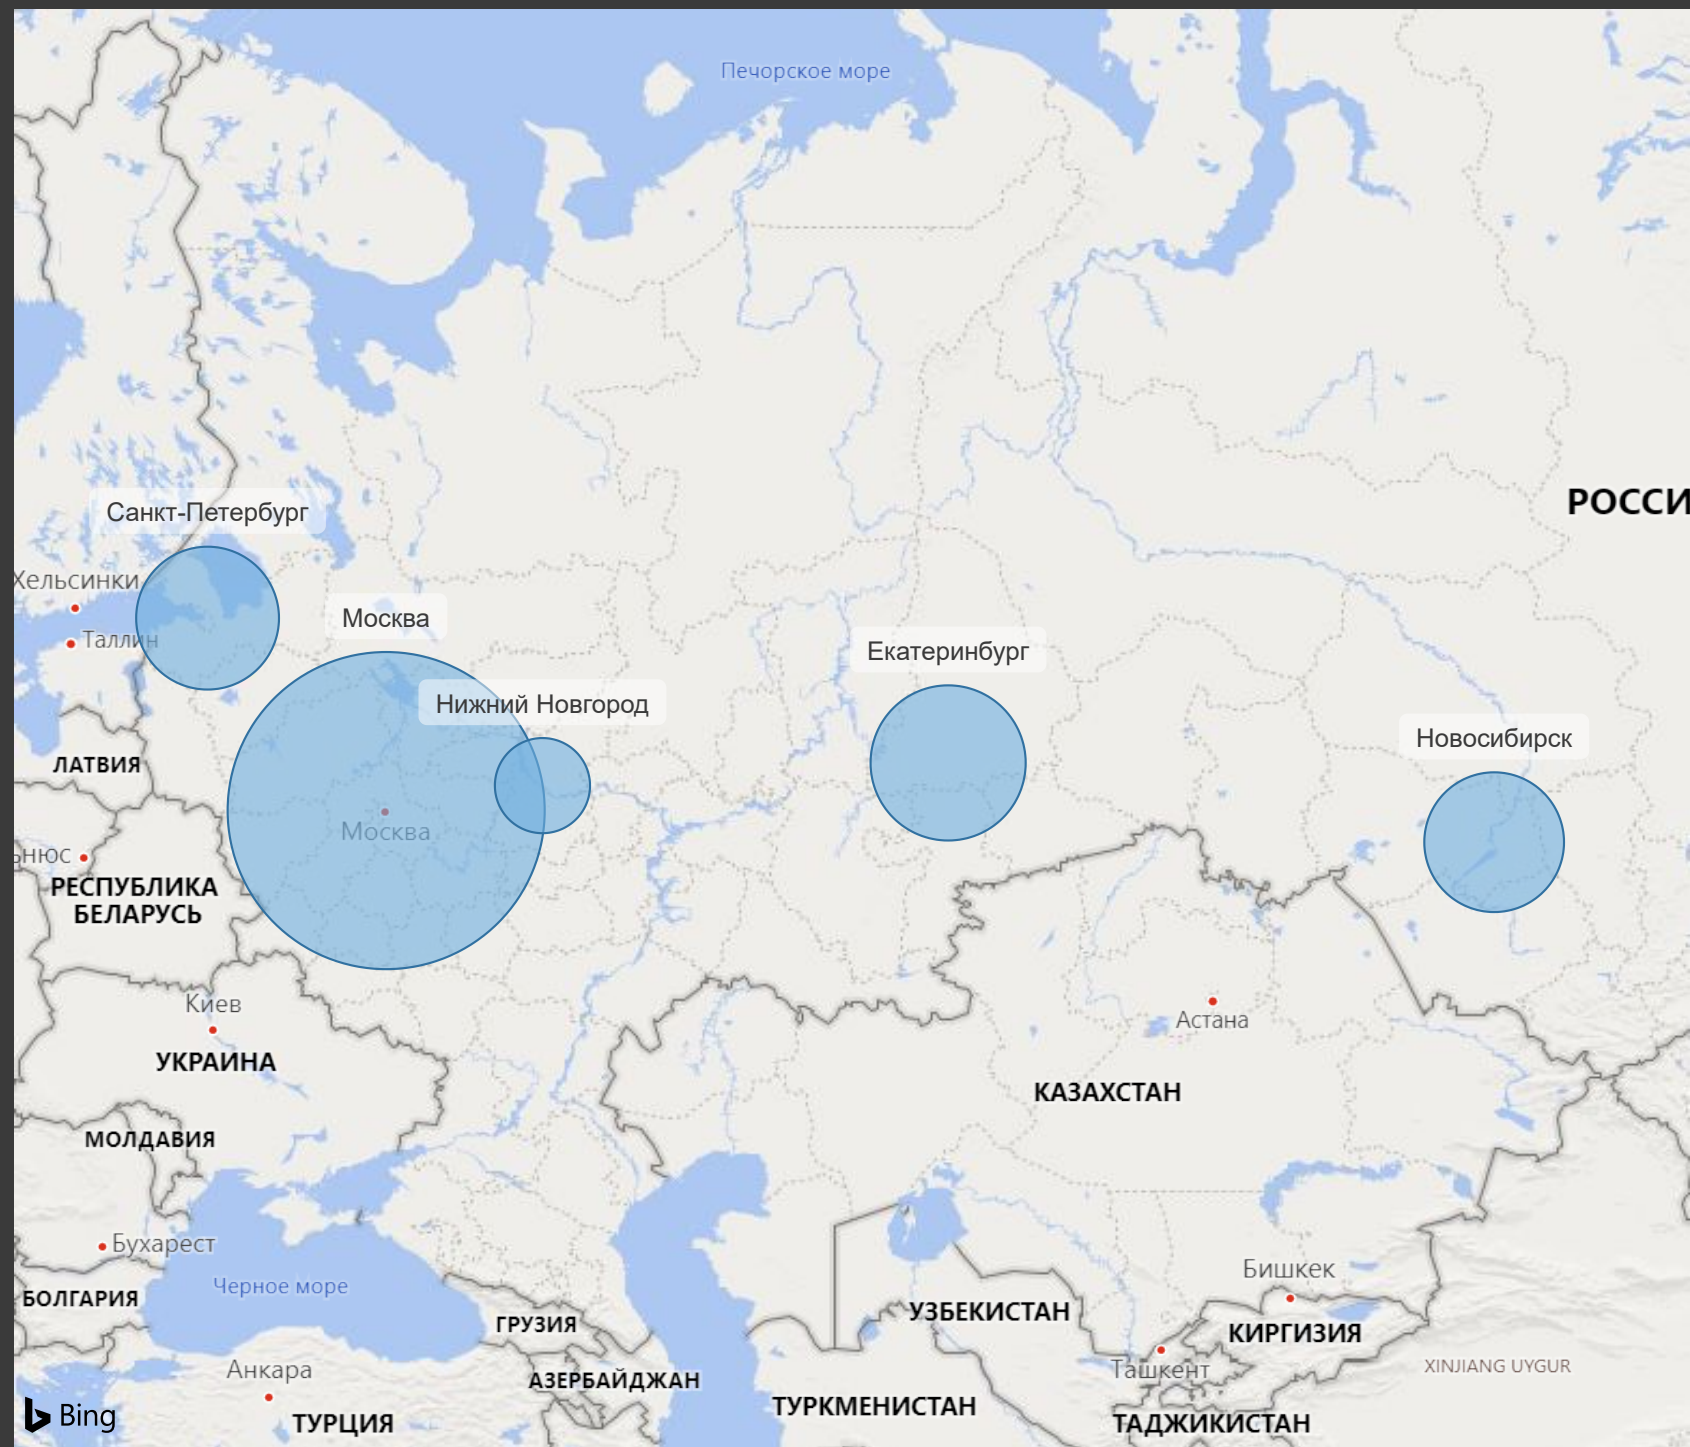 Печорское море
РОССИ
Санкт-Петербург
Хельсинки
Таллин
Москва
Екатеринбург
Нижний Новгород
Новосибирск
ЛАТВИЯ
Москва
ьнюс
РЕСПУБЛИКА
БЕЛАРУСЬ
Киев
Астана
УКРАИНА
КАЗАХСТАН
МОЛДАВИЯ
Бухарест
Бишкек
Черное море
БОЛГАРИЯ
ГРУЗИЯ
УЗБЕКИСТАН
КИРГИЗИЯ
Ташкент
XINJIANG UYGUR
Анкара
АЗЕРБАЙДЖАН
ТУРКМЕНИСТАН
Bing
ТУРЦИЯ
ТАДЖИКИСТАН